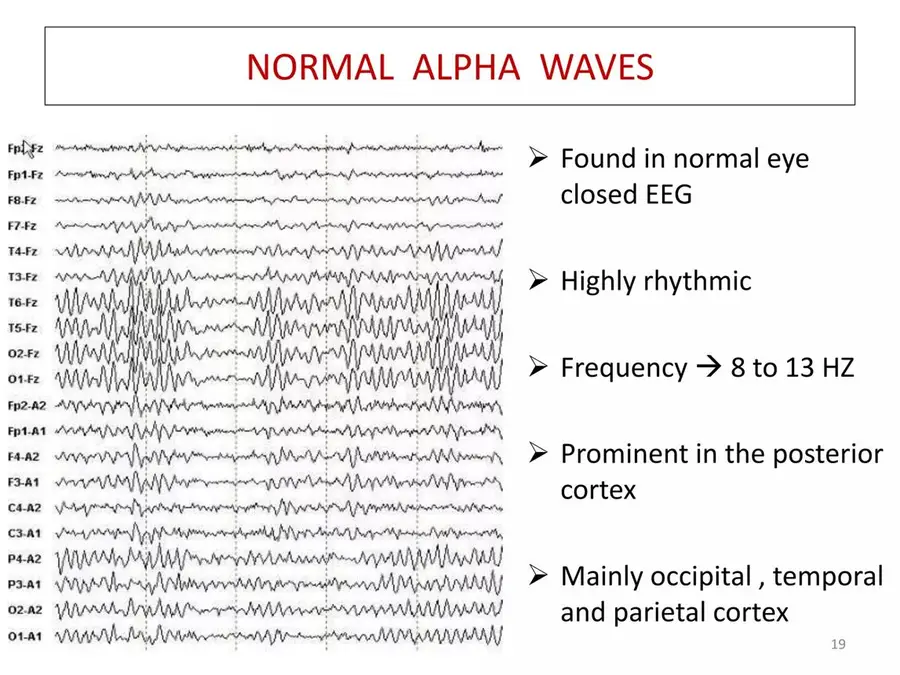 NORMAL ALPHA WAVES
Fp1-Fz
F8-Fz
F7-Fz
T4-Fz
T3-Fz
T6-Fz
T5-Fz
O2-Fz
O1-Fz
Fp2-A2
Fp1-A1
F4-A2
F3-A1
C4-A2
C3-A1
P4-A2
P3-A1
O2-A2
O1-A1
➢ Found in normal eye
closed EEG
➢ Highly rhythmic
➢ Frequency → 8 to 13 HZ
➢ Prominent in the posterior
cortex
➢ Mainly occipital , temporal
and parietal cortex
19